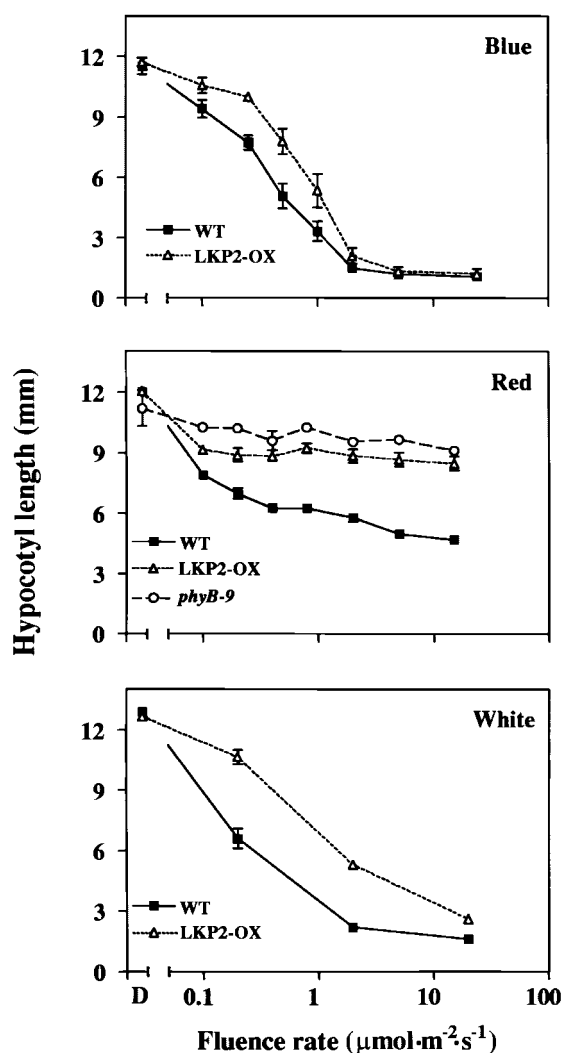 Blue
12
9
6
3
0
WT
LKP2-OX
Red
12
9
6
3
0
WT
LKP2-OX
phyB-9
Hypocotyl length (mm)
White
12
9
6
3
0
WT
LKP2-OX
D 0.1 1 10 100
Fluence rate (μmol·m⁻²·s⁻¹)